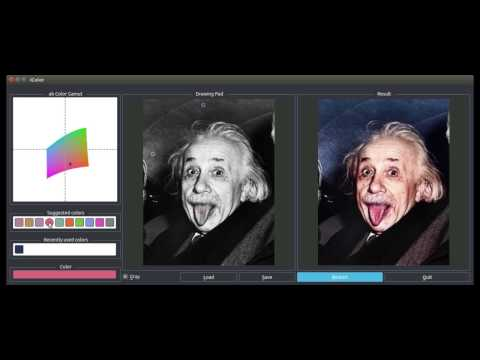 iColor
ab Color Gamut
Drawing Pad
Result
Suggested colors
Recently used colors
Color
Gray
Load
Save
Restart
Quit